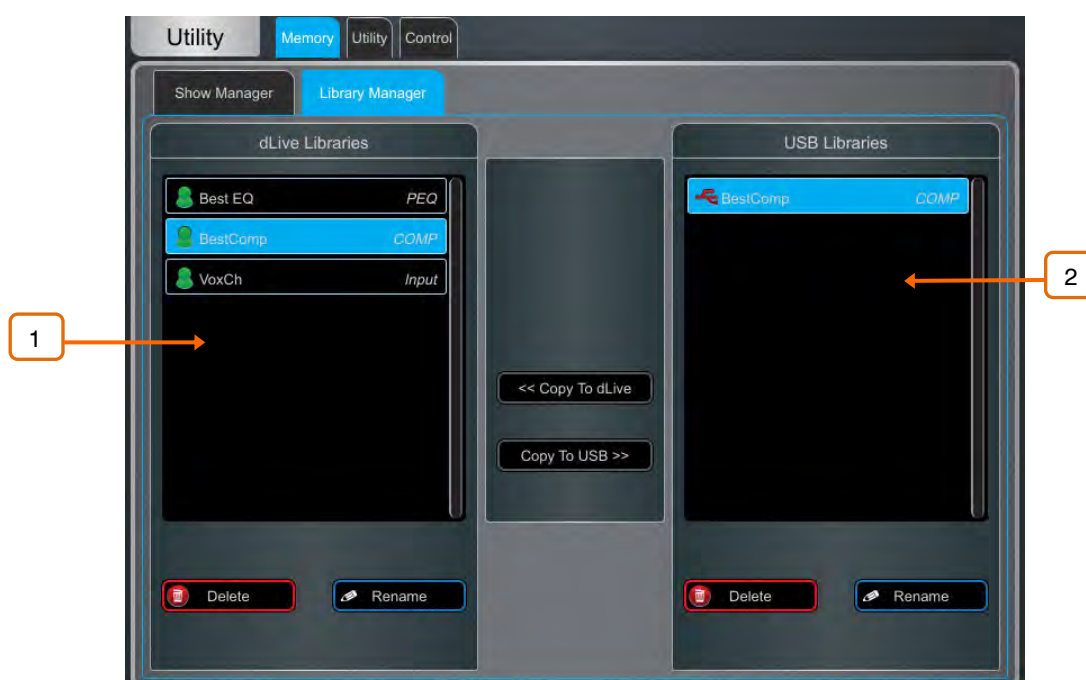 Utility
Memory
Utility
Control
Show Manager
Library Manager
dLive Libraries
Best EQ PEQ
BestComp COMP
VoxCh Input
Delete
Rename
<< Copy To dLive
Copy To USB >>
USB Libraries
BestComp COMP
Delete
Rename
1
2